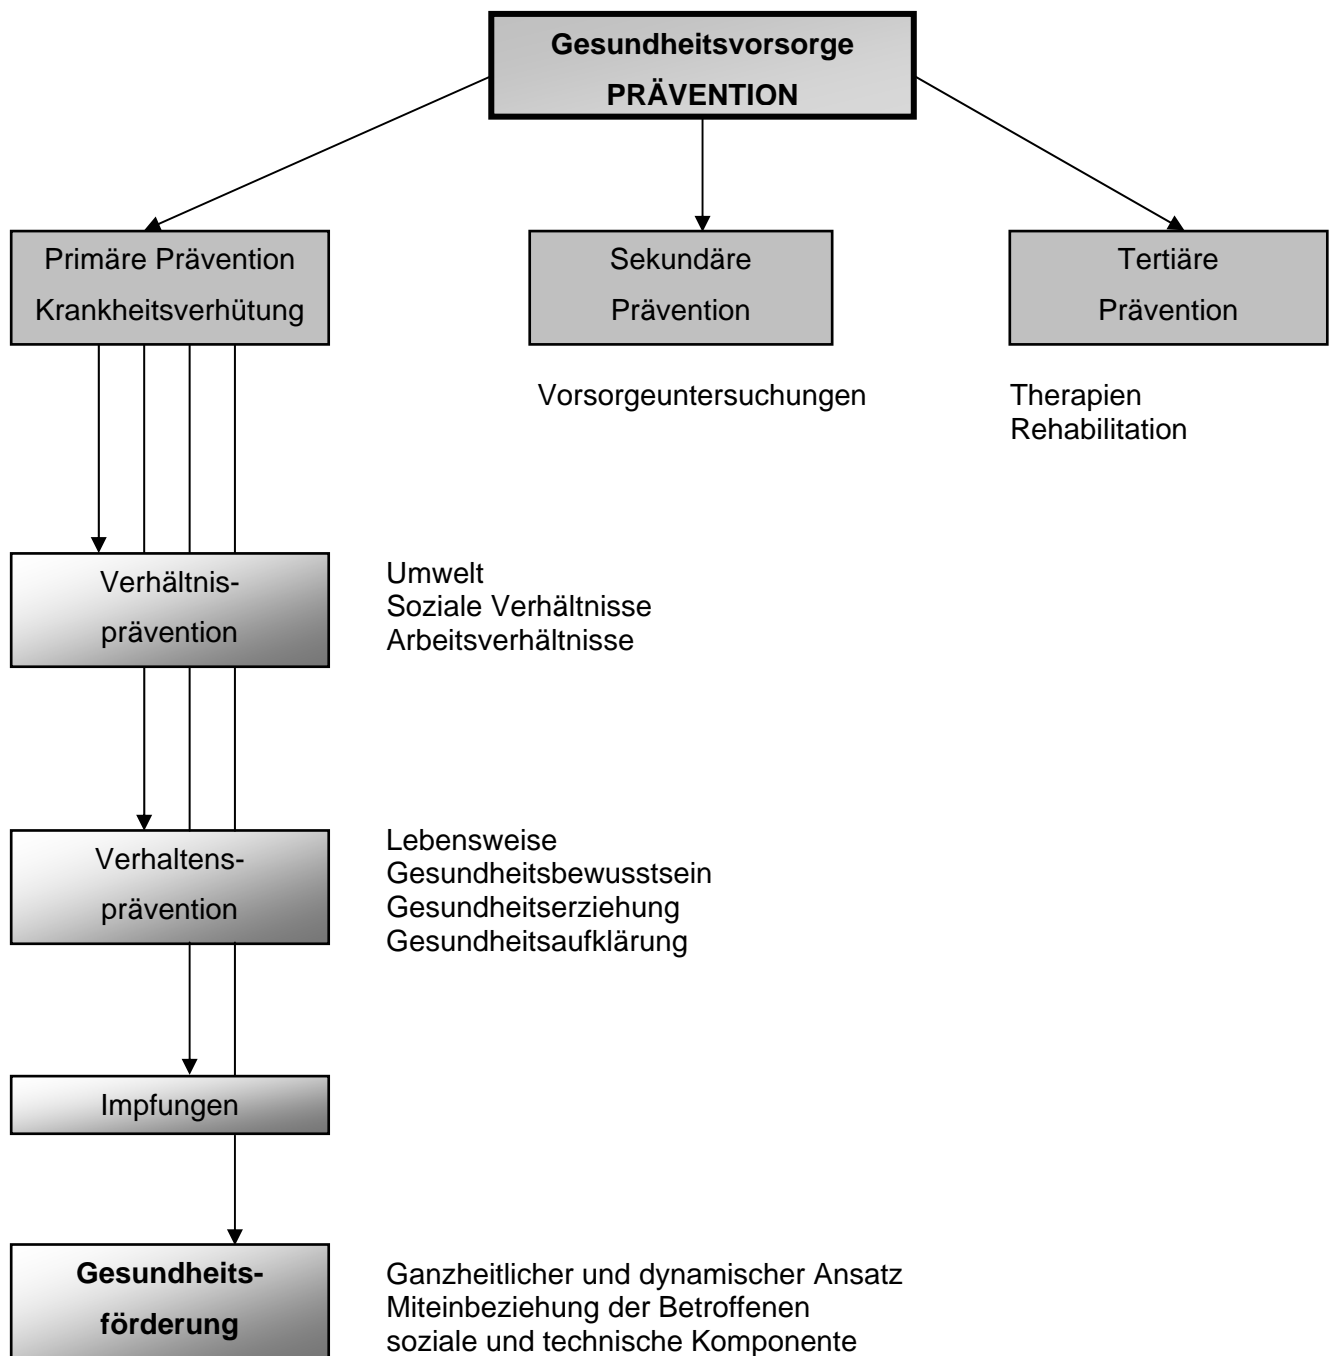 Gesundheitsvorsorge
PRÄVENTION
Primäre Prävention
Krankheitsverhütung
Sekundäre
Prävention
Tertiäre
Prävention
Vorsorgeuntersuchungen
Therapien
Rehabilitation
Verhältnis-
prävention
Umwelt
Soziale Verhältnisse
Arbeitsverhältnisse
Verhaltens-
prävention
Lebensweise
Gesundheitsbewusstsein
Gesundheitserziehung
Gesundheitsaufklärung
Impfungen
Gesundheits-
förderung
Ganzheitlicher und dynamischer Ansatz
Miteinbeziehung der Betroffenen
soziale und technische Komponente